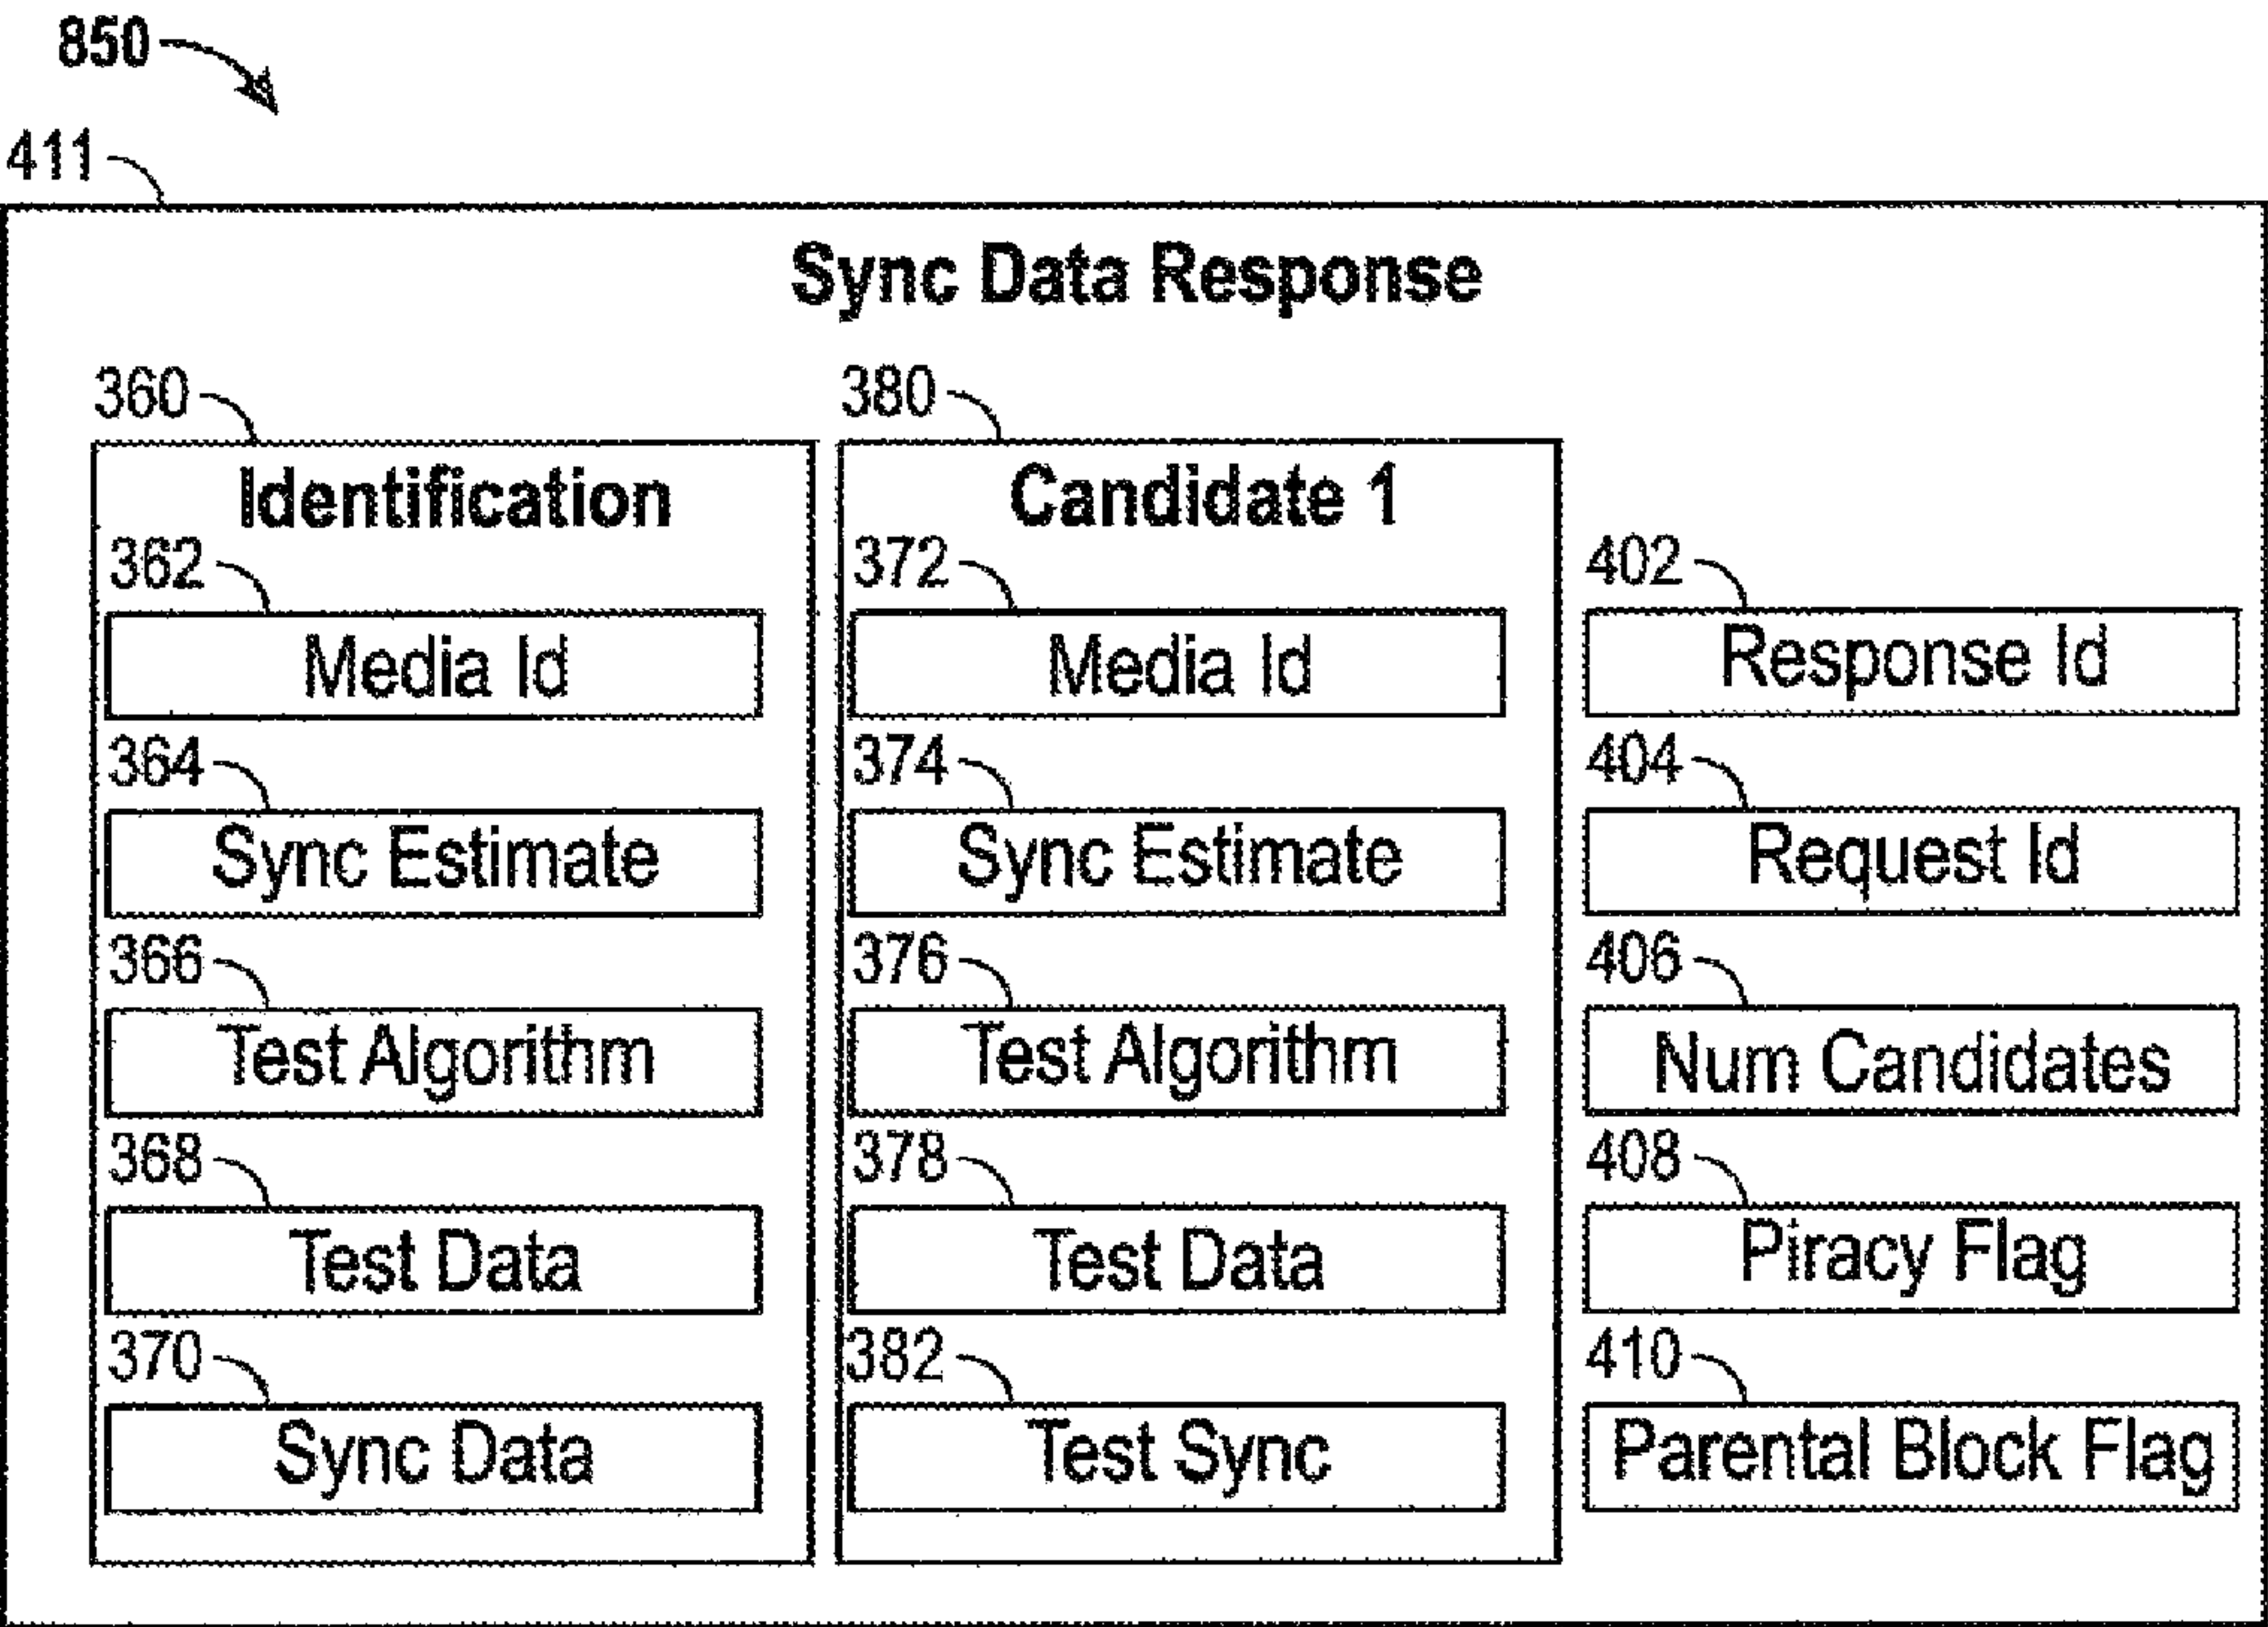 850
411
Sync Data Response
360
Identification
362
Media Id
364
Sync Estimate
366
Test Algorithm
368
Test Data
370
Sync Data
380
Candidate 1
372
Media Id
374
Sync Estimate
376
Test Algorithm
378
Test Data
382
Test Sync
402
Response Id
404
Request Id
406
Num Candidates
408
Piracy Flag
410
Parental Block Flag